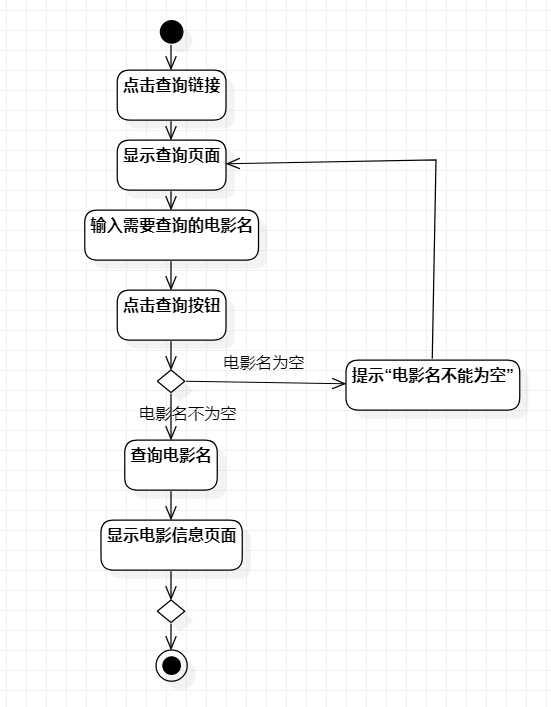 点击查询链接
显示查询页面
输入需要查询的电影名
点击查询按钮
电影名为空
提示“电影名不能为空”
电影名不为空
查询电影名
显示电影信息页面